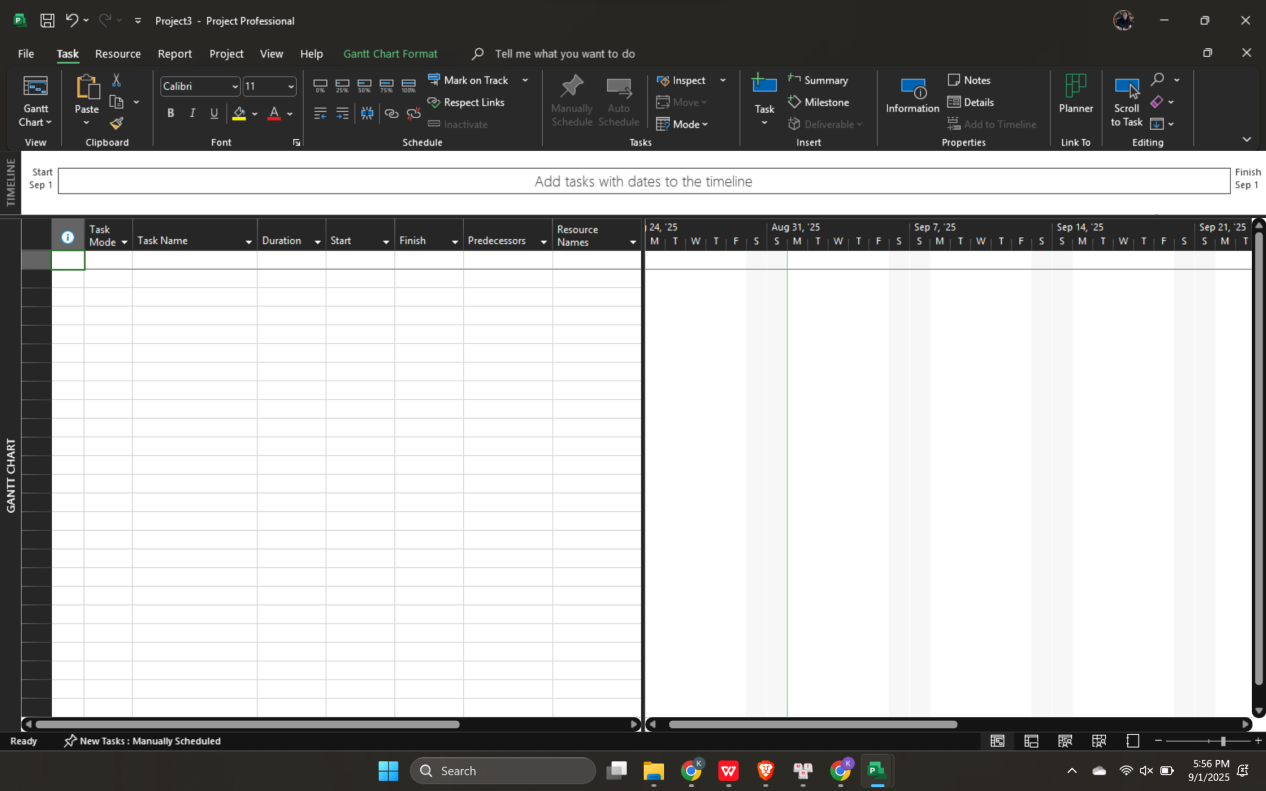 Project3 - Project Professional
File Task Resource Report Project View Help Gantt Chart Format Tell me what you want to do
Gantt Chart
View
Paste
Clipboard
Calibri 11
B I U A
Font
0% 25% 50% 75% 100%
Mark on Track
Respect Links
Inactivate
Schedule
Manually Schedule
Auto Schedule
Inspect
Move
Mode
Tasks
Task
Summary
Milestone
Deliverable
Insert
Information
Notes
Details
Add to Timeline
Properties
Planner
Link To
Scroll to Task
Editing
TIMELINE
Start
Sep 1
Add tasks with dates to the timeline
Finish
Sep 1
Task Mode Task Name Duration Start Finish Predecessors Resource Names
24, '25 Aug 31, '25 Sep 7, '25 Sep 14, '25 Sep 21, '25
M T W T F S S M T W T F S S M T W T F S S M T W T F S S M T
GANTT CHART
Ready New Tasks : Manually Scheduled
Search
K
K
5:56 PM
9/1/2025